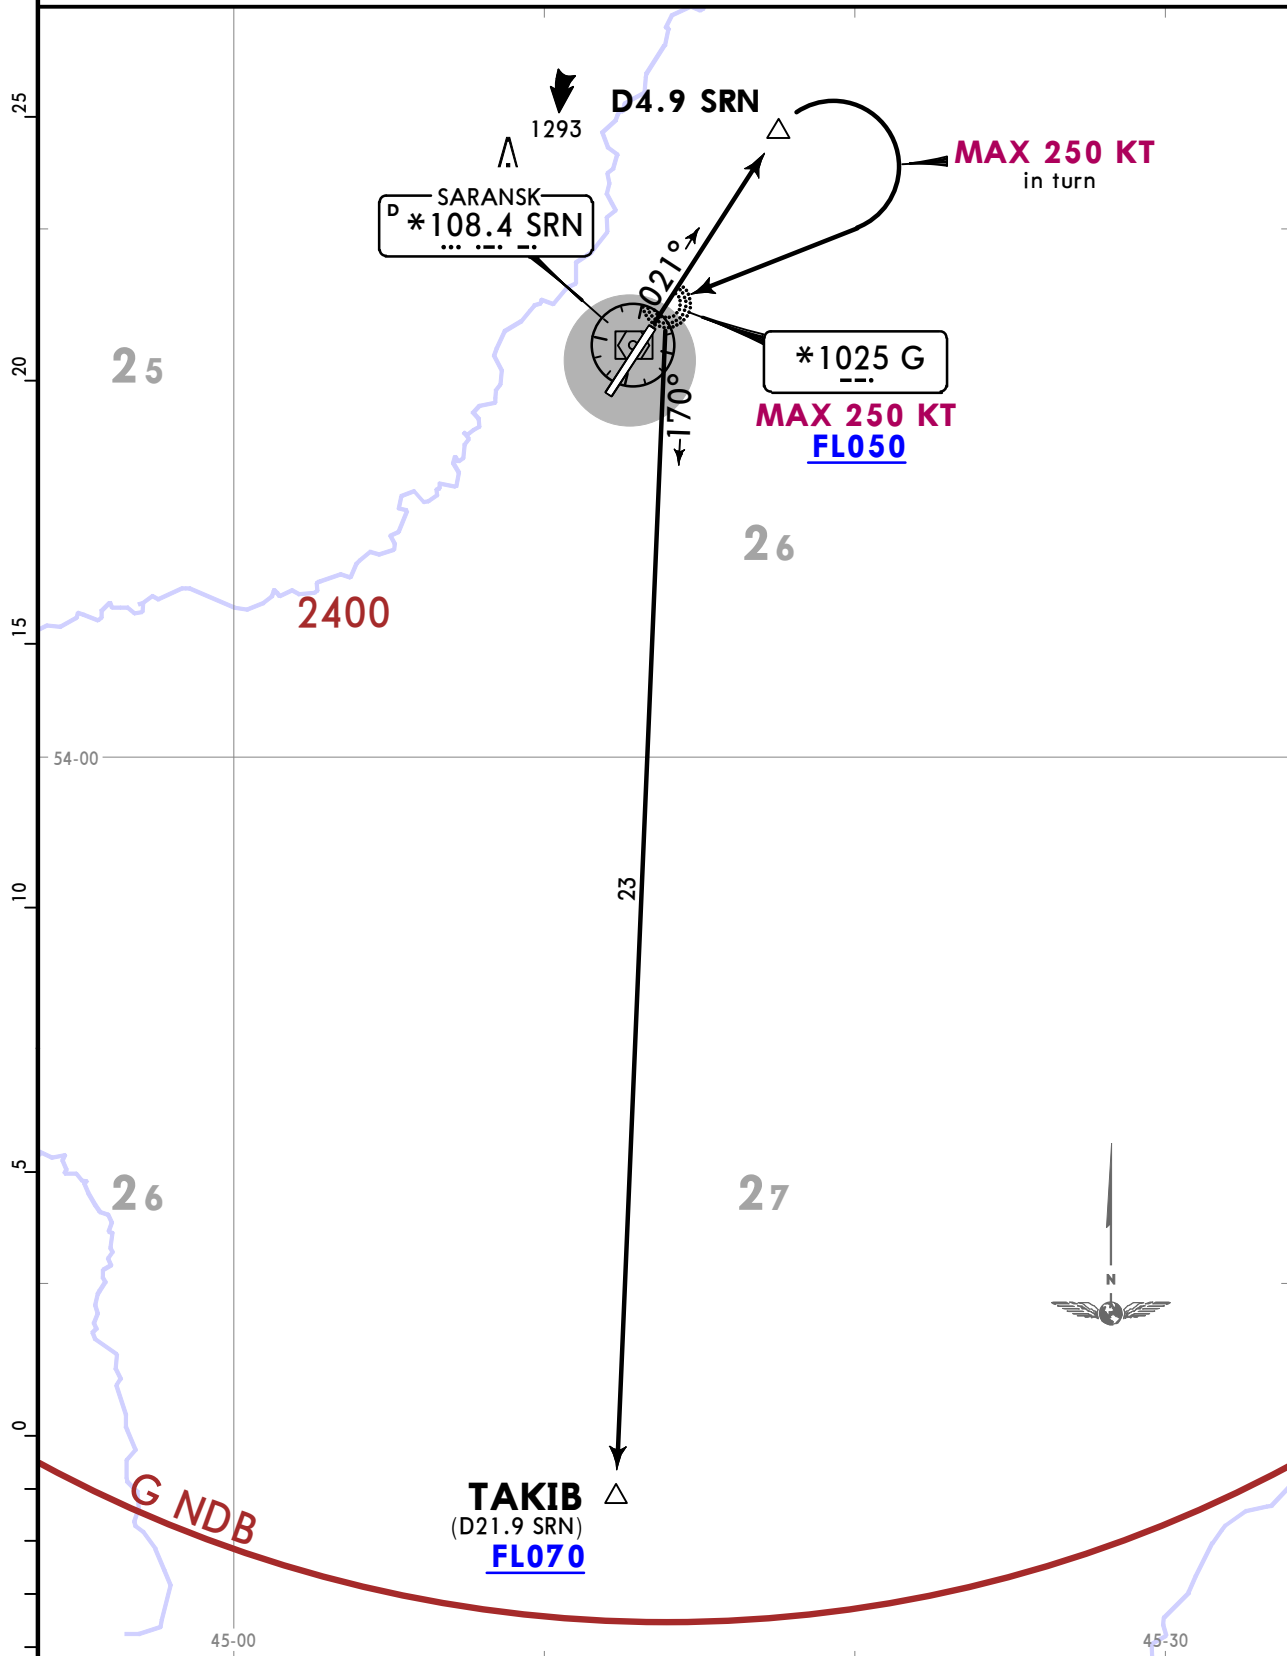 25
D4.9 SRN
1293
MAX 250 KT
in turn
SARANSK
D *108.4 SRN
021°
*1025 G
MAX 250 KT
FL050
170°
20
25
26
15
2400
54-00
23
10
5
26
27
N
0
G NDB
TAKIB
(D21.9 SRN)
FL070
45-00
45-30